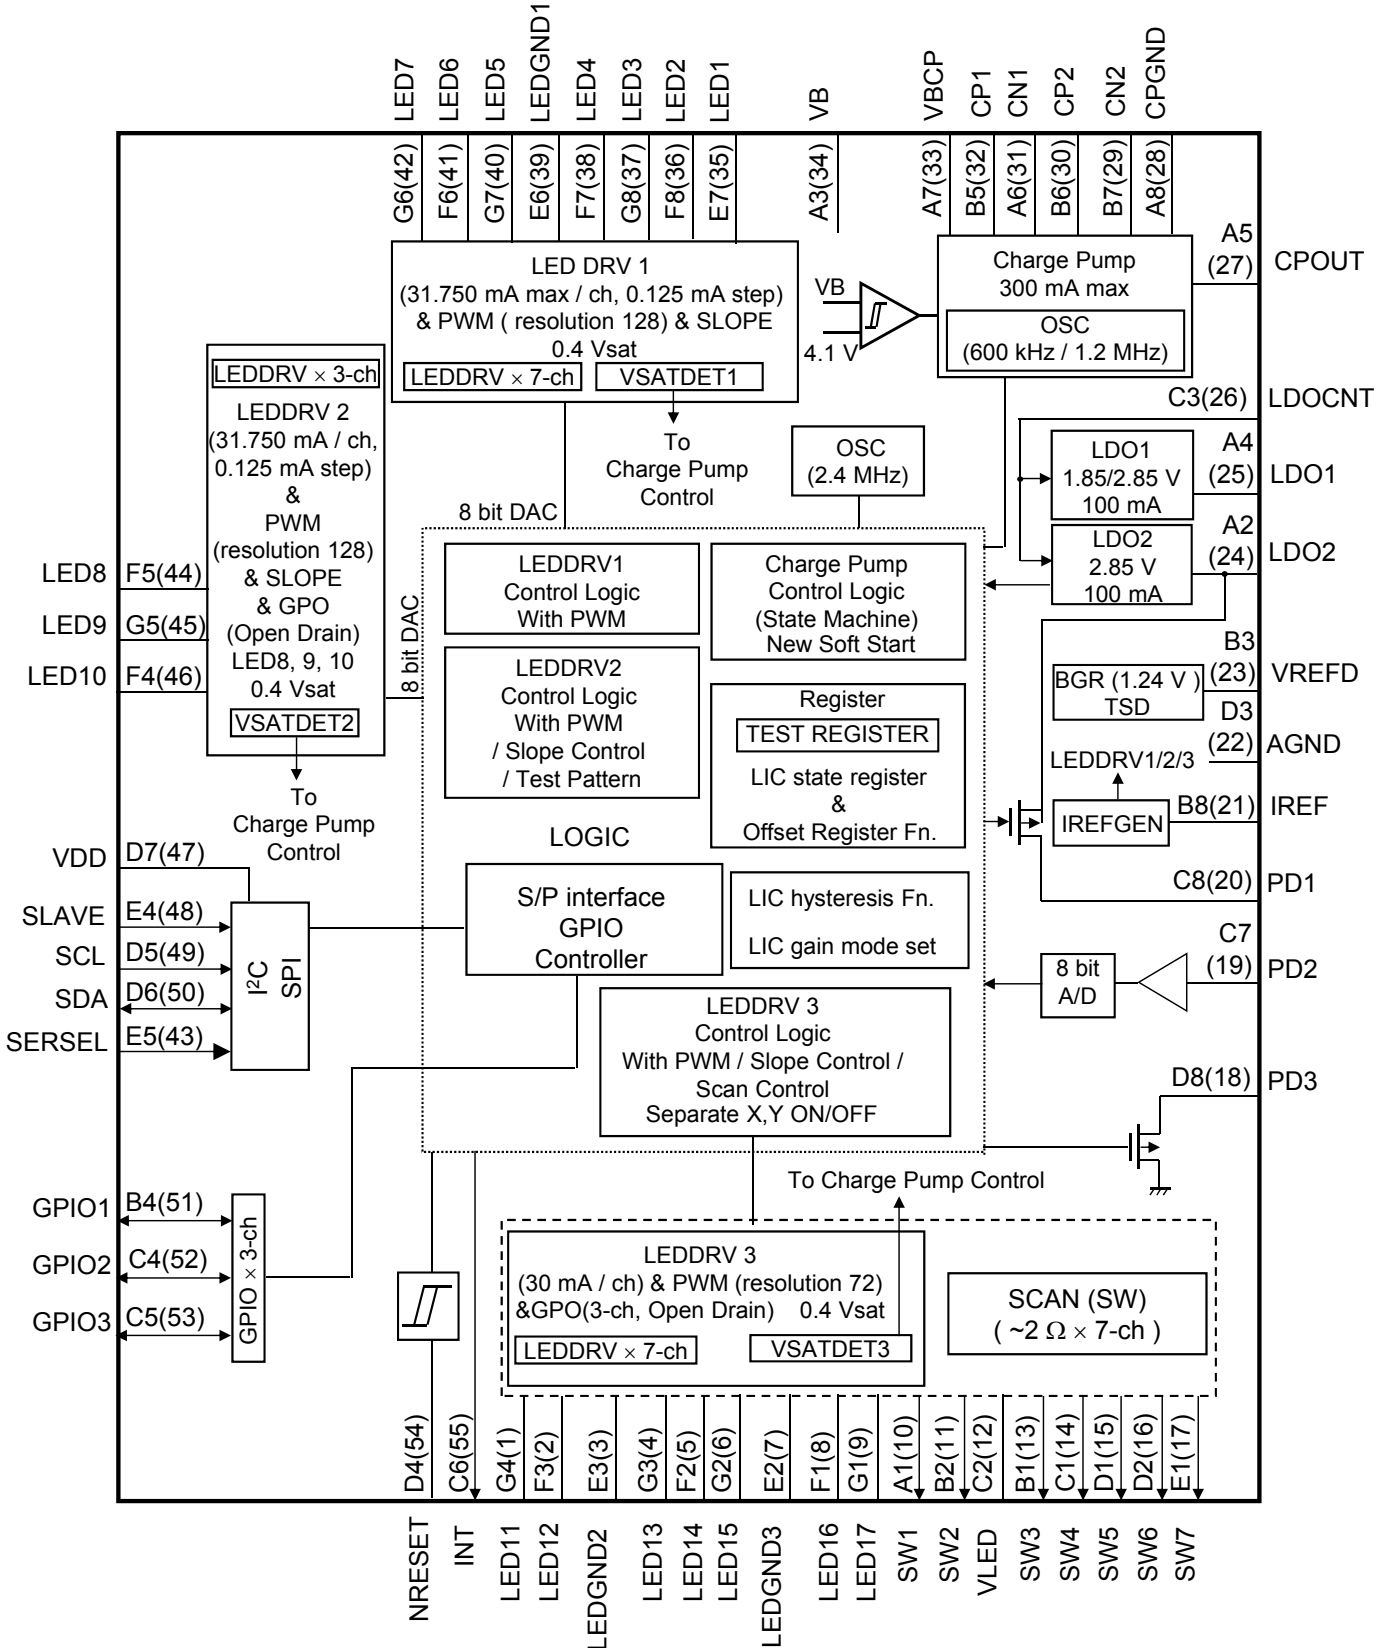 LED7
LED6
LED5
LEDGND1
LED4
LED3
LED2
LED1
VB
VBCP
CP1
CN1
CP2
CN2
CPGND
G6(42)
F6(41)
G7(40)
E6(39)
F7(38)
G8(37)
F8(36)
E7(35)
A3(34)
A7(33)
B5(32)
A6(31)
B6(30)
B7(29)
A8(28)
LED DRV 1
(31.750 mA max / ch, 0.125 mA step)
& PWM ( resolution 128) & SLOPE
0.4 Vsat
LEDDRV × 7-ch
VSATDET1
To
Charge Pump
Control
VB
4.1 V
Charge Pump
300 mA max
OSC
(600 kHz / 1.2 MHz)
A5
(27)
CPOUT
C3(26)
LDOCNT
LDO1
1.85/2.85 V
100 mA
A4
(25)
LDO1
LDO2
2.85 V
100 mA
A2
(24)
LDO2
BGR (1.24 V )
TSD
B3
(23)
VREFD
D3
(22)
AGND
LEDDRV1/2/3
IREFGEN
B8(21)
IREF
C8(20)
PD1
8 bit
A/D
C7
(19)
PD2
D8(18)
PD3
LEDDRV × 3-ch
LEDDRV 2
(31.750 mA / ch,
0.125 mA step)
&
PWM
(resolution 128)
& SLOPE
& GPO
(Open Drain)
LED8, 9, 10
0.4 Vsat
VSATDET2
To
Charge Pump
Control
LED8
F5(44)
LED9
G5(45)
LED10
F4(46)
8 bit DAC
8 bit DAC
OSC
(2.4 MHz)
LEDDRV1
Control Logic
With PWM
Charge Pump
Control Logic
(State Machine)
New Soft Start
LEDDRV2
Control Logic
With PWM
/ Slope Control
/ Test Pattern
Register
TEST REGISTER
LIC state register
&
Offset Register Fn.
LOGIC
S/P interface
GPIO
Controller
LIC hysteresis Fn.
LIC gain mode set
LEDDRV 3
Control Logic
With PWM / Slope Control /
Scan Control
Separate X,Y ON/OFF
VDD
D7(47)
SLAVE
E4(48)
SCL
D5(49)
SDA
D6(50)
SERSEL
E5(43)
I²C
SPI
GPIO1
B4(51)
GPIO2
C4(52)
GPIO3
C5(53)
GPIO × 3-ch
To Charge Pump Control
LEDDRV 3
(30 mA / ch) & PWM (resolution 72)
&GPO(3-ch, Open Drain) 0.4 Vsat
LEDDRV × 7-ch
VSATDET3
SCAN (SW)
( ~2 Ω × 7-ch )
D4(54)
C6(55)
G4(1)
F3(2)
E3(3)
G3(4)
F2(5)
G2(6)
E2(7)
F1(8)
G1(9)
A1(10)
B2(11)
C2(12)
B1(13)
C1(14)
D1(15)
D2(16)
E1(17)
NRESET
INT
LED11
LED12
LEDGND2
LED13
LED14
LED15
LEDGND3
LED16
LED17
SW1
SW2
VLED
SW3
SW4
SW5
SW6
SW7